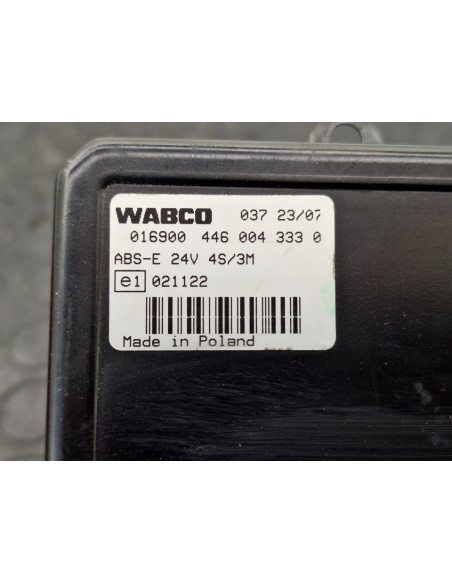 WABCO 037 23/07
016900 446 004 333 0
ABS-E 24V 4S/3M
e1 021122
Made in Poland